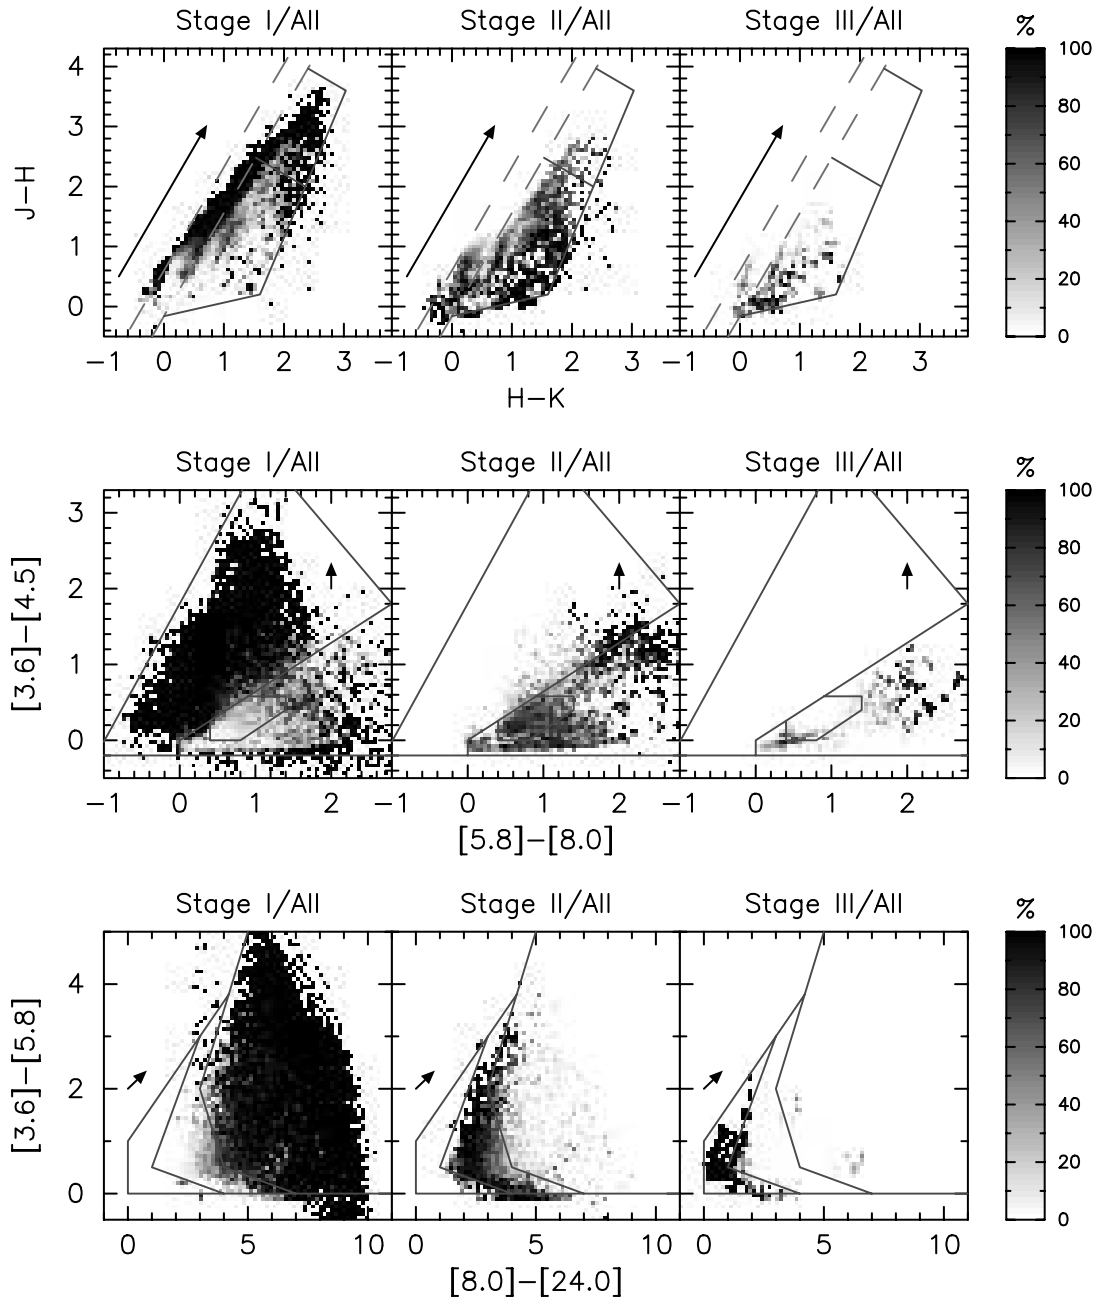 Stage I/All Stage II/All Stage III/All %
4 100
3 80
J−H 2 60
1 40
0 20
0
−1 0 1 2 3 −1 0 1 2 3 −1 0 1 2 3
H−K
Stage I/All Stage II/All Stage III/All %
3 100
80
[3.6]−[4.5] 2 60
1 40
20
0 0
−1 0 1 2 −1 0 1 2 −1 0 1 2
[5.8]−[8.0]
Stage I/All Stage II/All Stage III/All %
100
4 80
[3.6]−[5.8] 60
2 40
20
0 0
0 5 10 0 5 10 0 5 10
[8.0]−[24.0]